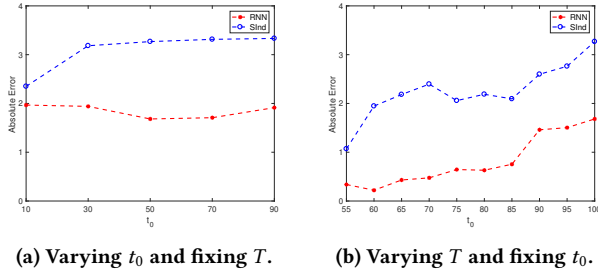 4
3
2
1
0
Absolute Error
10
30
50
70
90
t₀
RNN
SInd
4
3
2
1
0
Absolute Error
55
60
65
70
75
80
85
90
95
100
t₀
RNN
SInd
(a) Varying t₀ and fixing T.
(b) Varying T and fixing t₀.